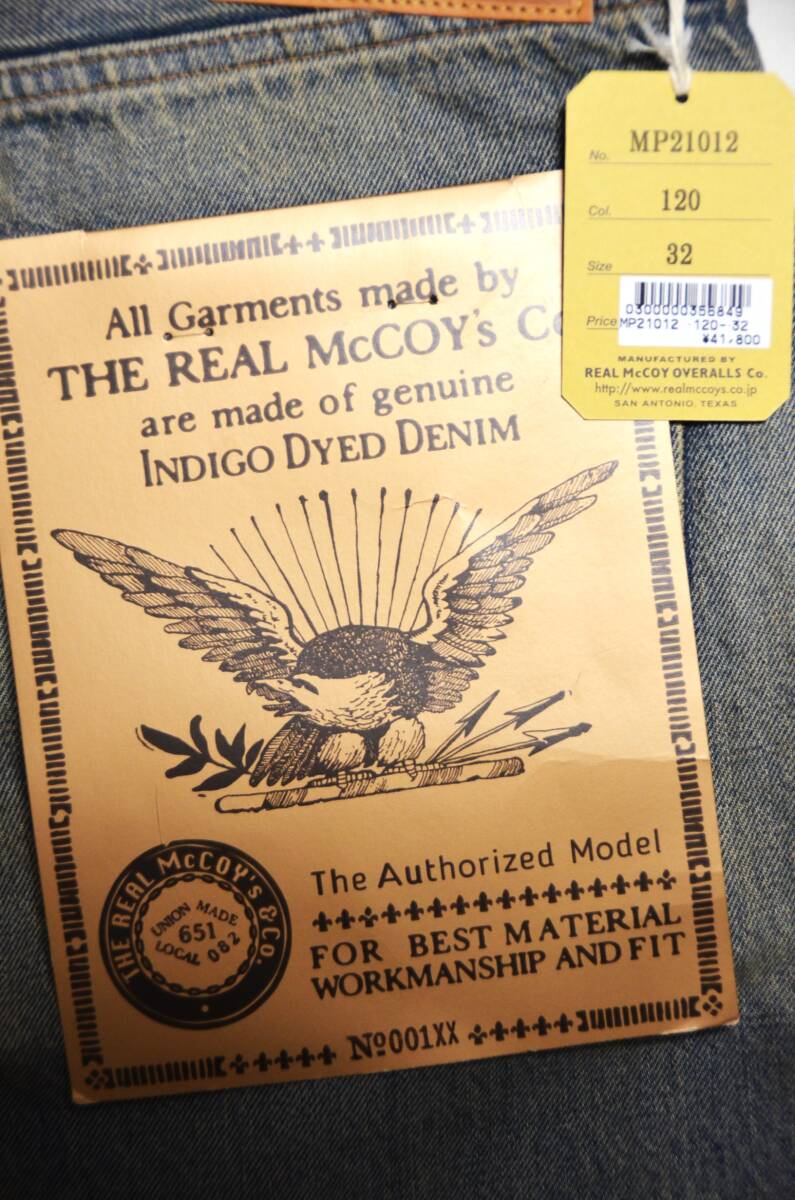 All Garments made by
THE REAL McCOY's Co
are made of genuine
INDIGO DYED DENIM
THE REAL McCOY's & Co.
UNION MADE
651
LOCAL 082
The Authorized Model
FOR BEST MATERIAL
WORKMANSHIP AND FIT
Nº001XX
No. MP21012
Col. 120
Size 32
0300000356849
Price MP21012 120-32
¥41,800
MANUFACTURED BY
REAL McCOY OVERALLS Co.
http://www.realmccoys.co.jp
SAN ANTONIO, TEXAS